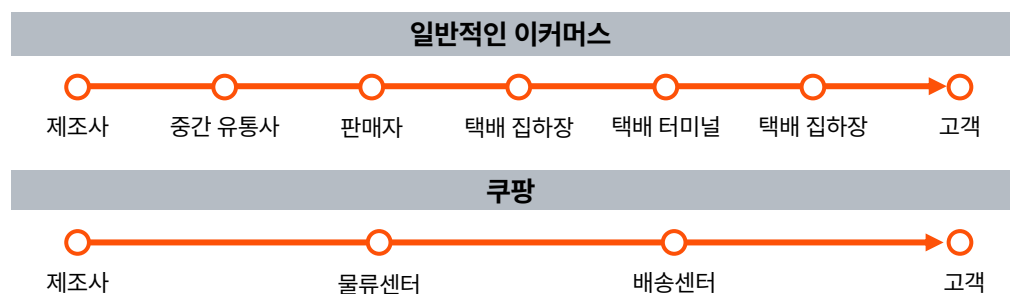 일반적인 이커머스
제조사 중간 유통사 판매자 택배 집하장 택배 터미널 택배 집하장 고객
쿠팡
제조사 물류센터 배송센터 고객